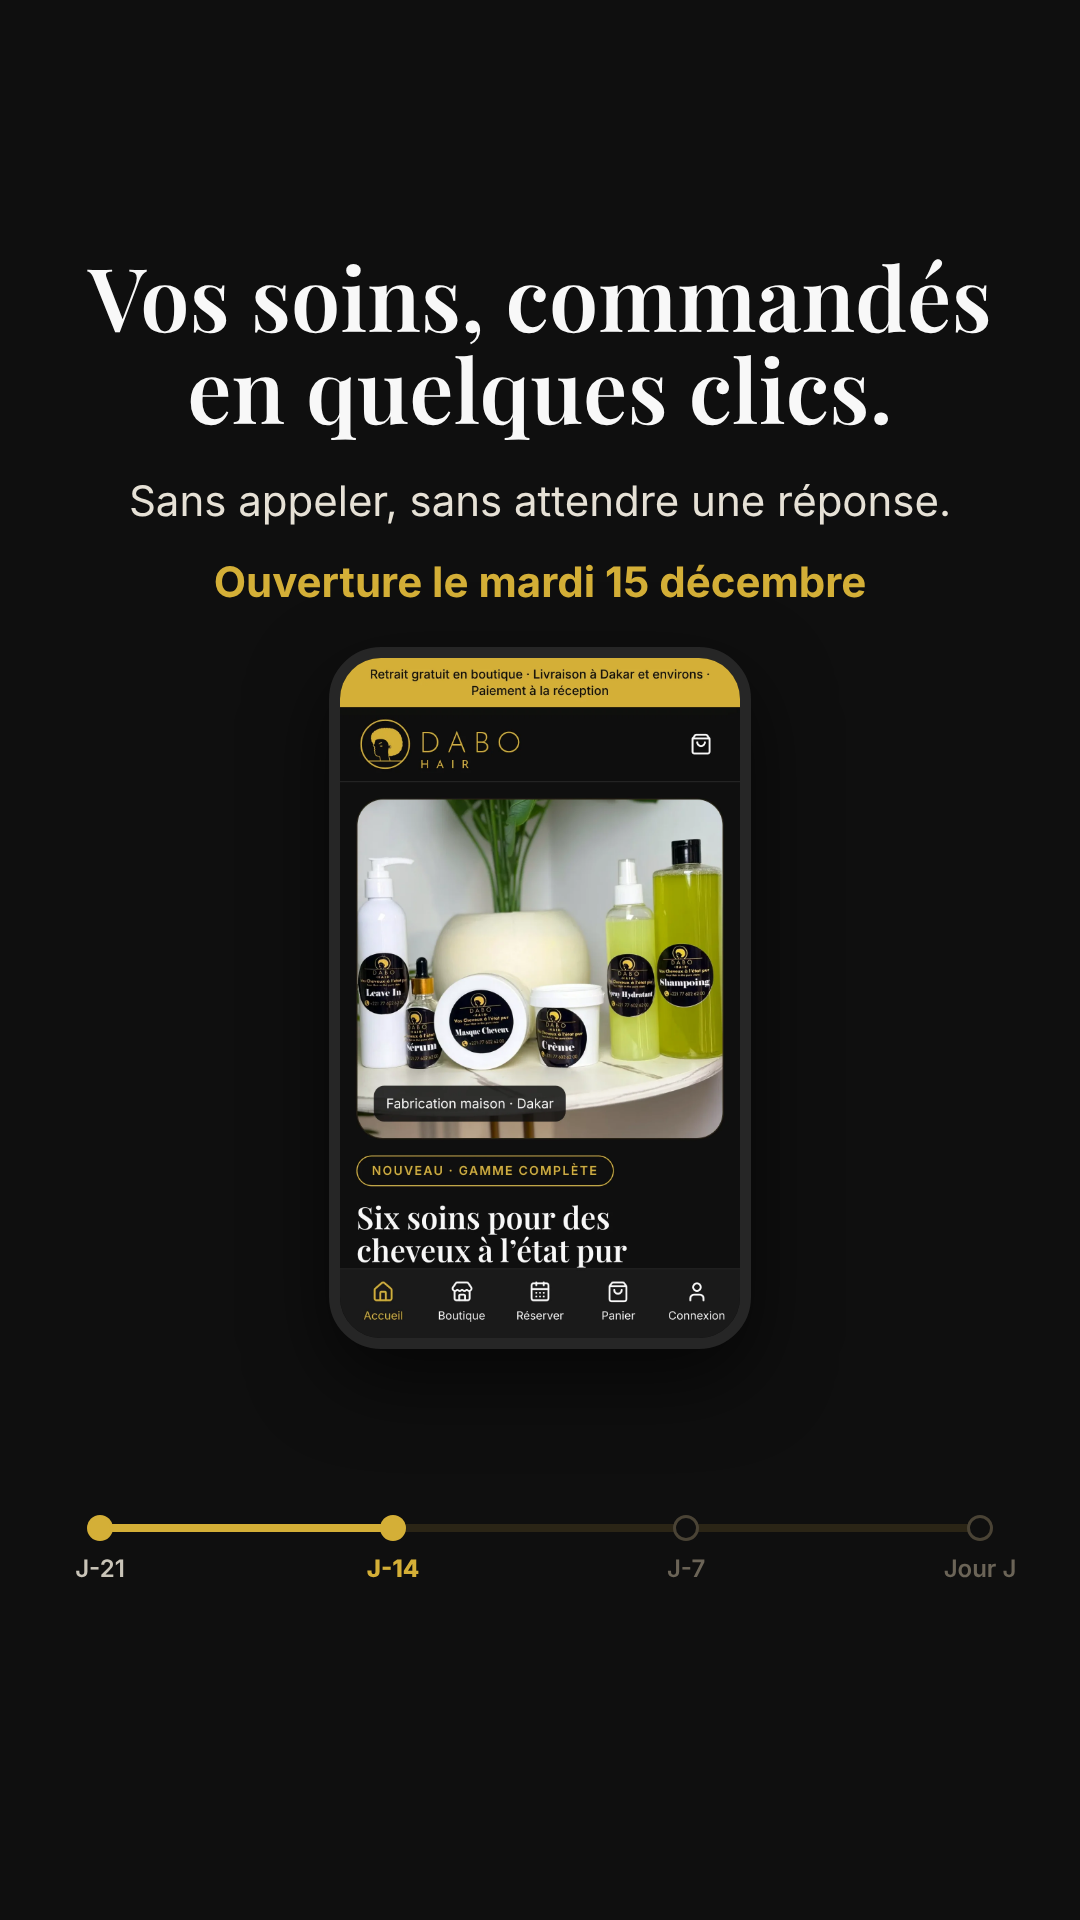 Vos soins, commandés
en quelques clics.
Sans appeler, sans attendre une réponse.
Ouverture le mardi 15 décembre
Retrait gratuit en boutique · Livraison à Dakar et environs ·
Paiement à la réception
DABO
HAIR
Leave In
Sérum
Masque Cheveux
Crème
Spray Hydratant
Shampoing
Fabrication maison · Dakar
NOUVEAU · GAMME COMPLÈTE
Six soins pour des
cheveux à l’état pur
Accueil
Boutique
Réserver
Panier
Connexion
J-21
J-14
J-7
Jour J